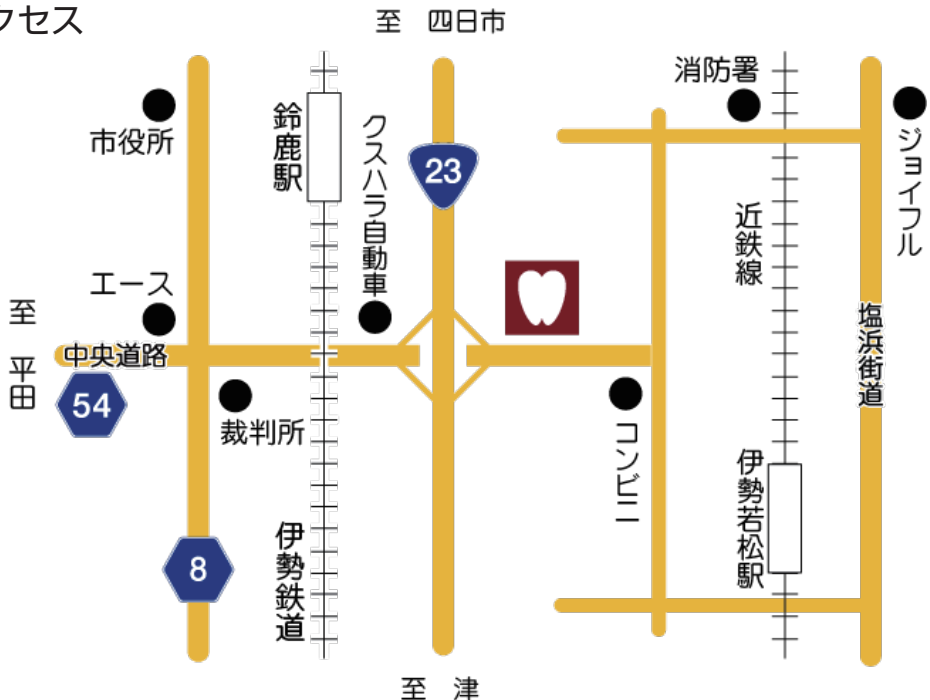 クセス
至 四日市
消防署
市役所
鈴鹿駅
クスハラ自動車
23
ジョイフル
近鉄線
エース
至 平田
中央道路
塩浜街道
54
裁判所
コンビニ
伊勢若松駅
伊勢鉄道
8
至 津